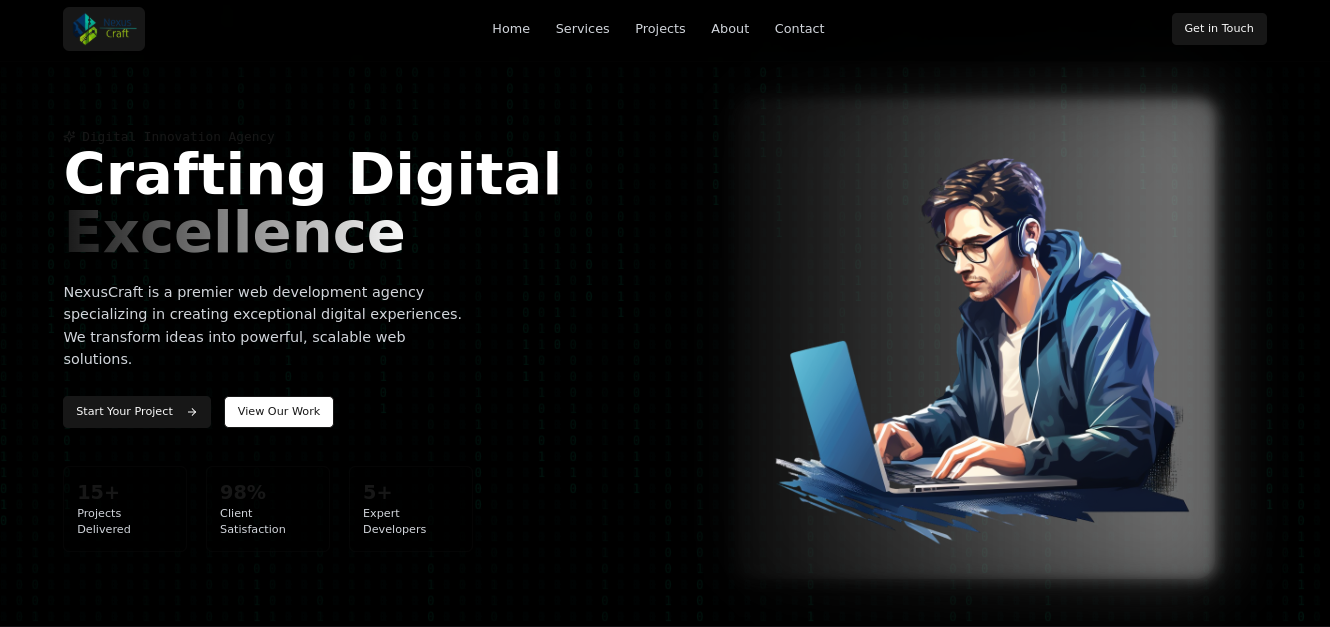 Nexus
Craft
Home
Services
Projects
About
Contact
Get in Touch
Digital Innovation Agency
Crafting Digital
Excellence
NexusCraft is a premier web development agency
specializing in creating exceptional digital experiences.
We transform ideas into powerful, scalable web
solutions.
Start Your Project
View Our Work
15+
Projects
Delivered
98%
Client
Satisfaction
5+
Expert
Developers